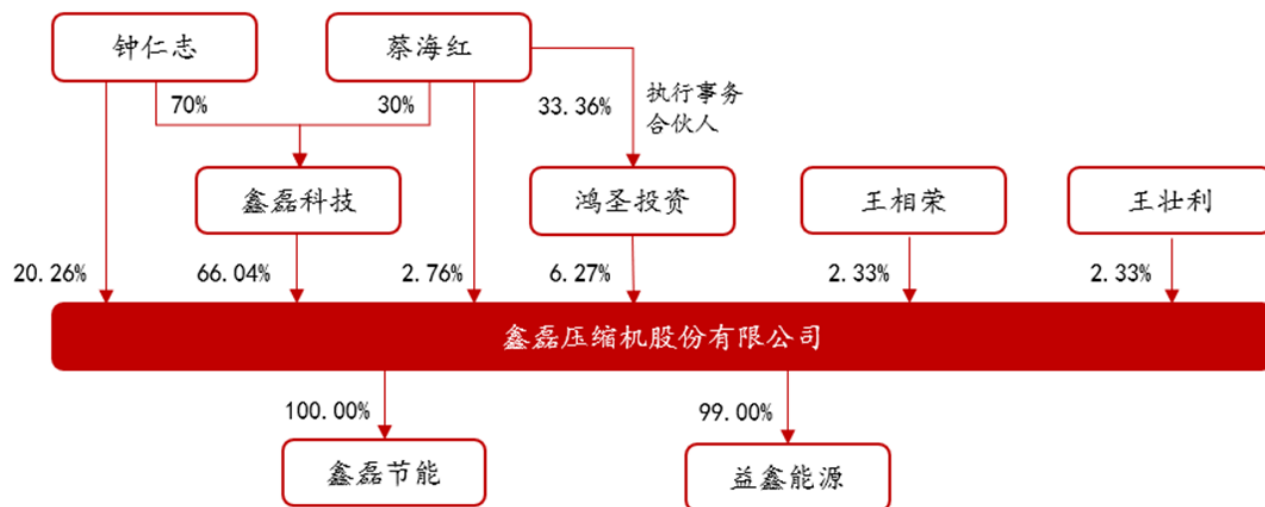 钟仁志
蔡海红
70%
30%
33.36%
执行事务
合伙人
鑫磊科技
鸿圣投资
王相荣
王壮利
20.26%
66.04%
2.76%
6.27%
2.33%
2.33%
鑫磊压缩机股份有限公司
100.00%
99.00%
鑫磊节能
益鑫能源